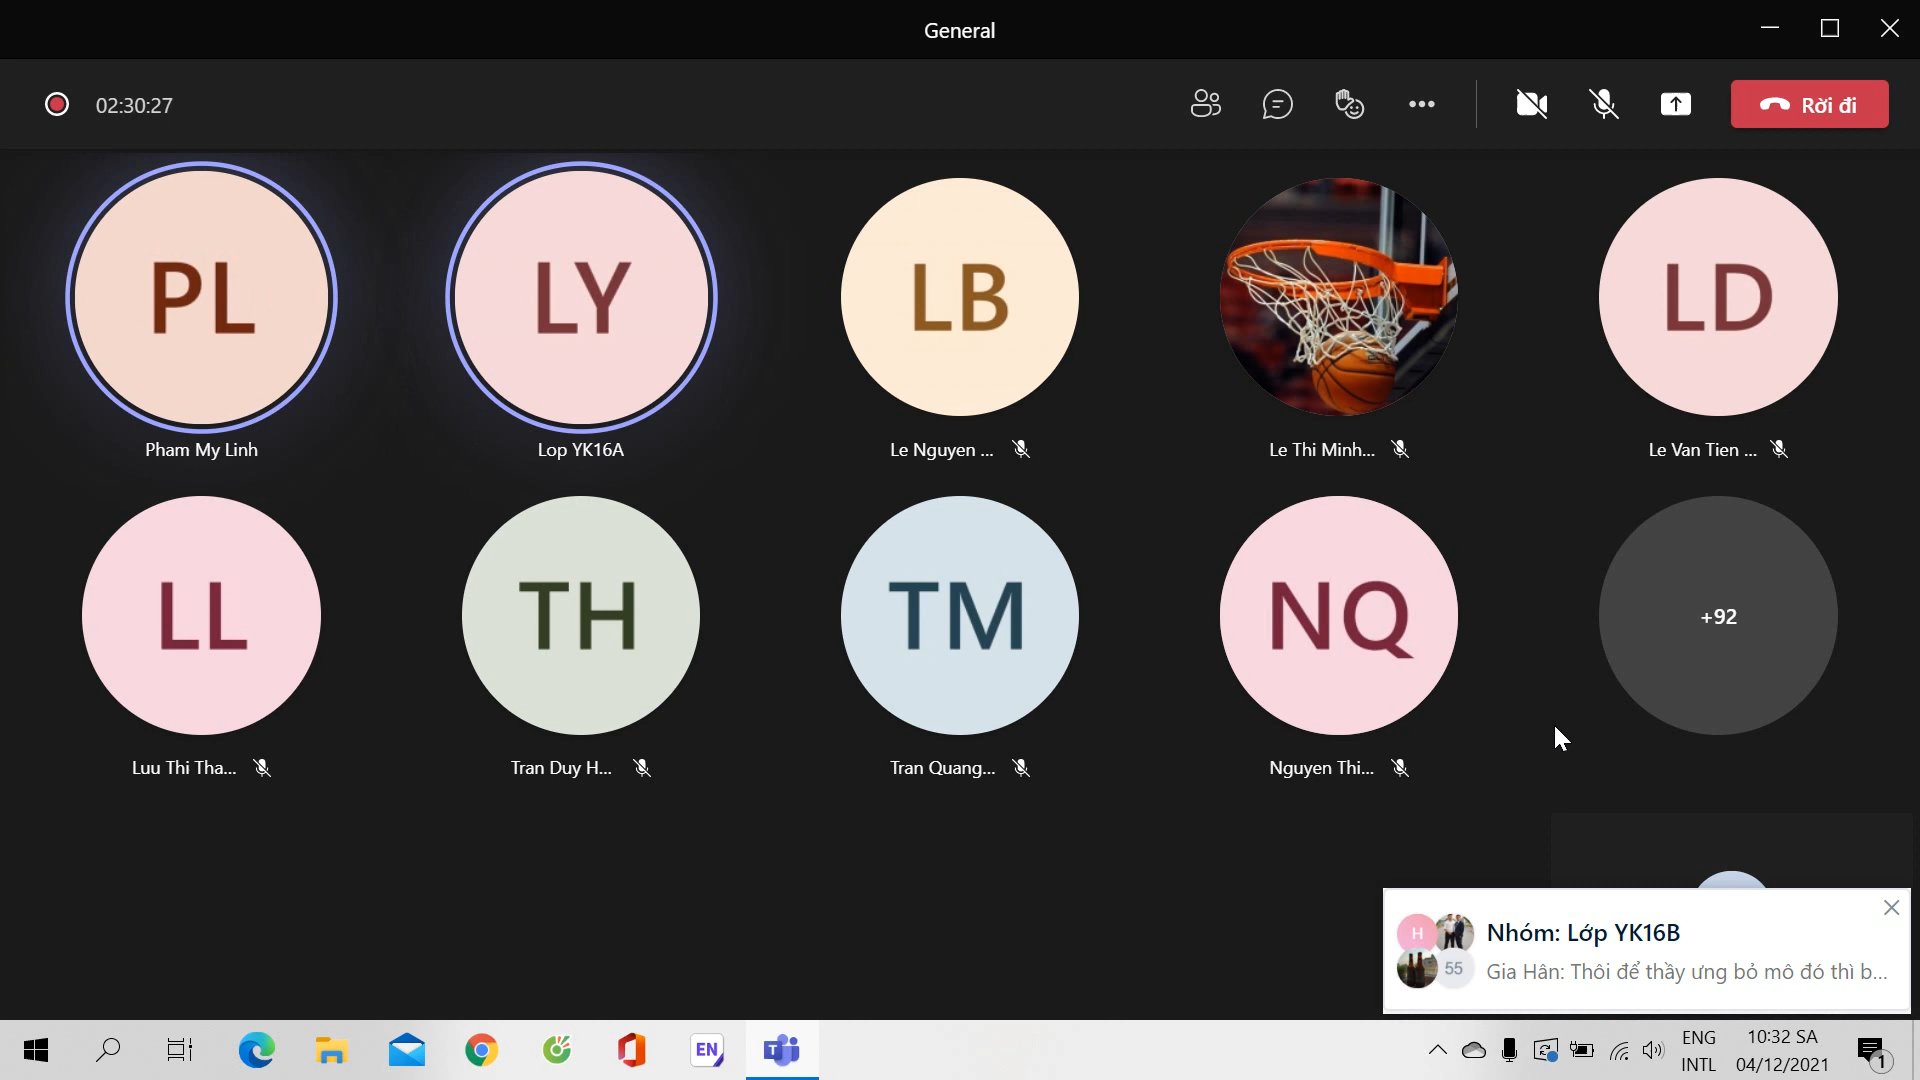 General
02:30:27
Rời đi
PL
LY
LB
LD
Pham My Linh
Lop YK16A
Le Nguyen ...
Le Thi Minh...
Le Van Tien ...
LL
TH
TM
NQ
+92
Luu Thi Tha...
Tran Duy H...
Tran Quang...
Nguyen Thi...
H
55
Nhóm: Lớp YK16B
Gia Hân: Thôi để thầy ưng bỏ mô đó thì b...
EN
T
ENG
INTL
10:32 SA
04/12/2021
1